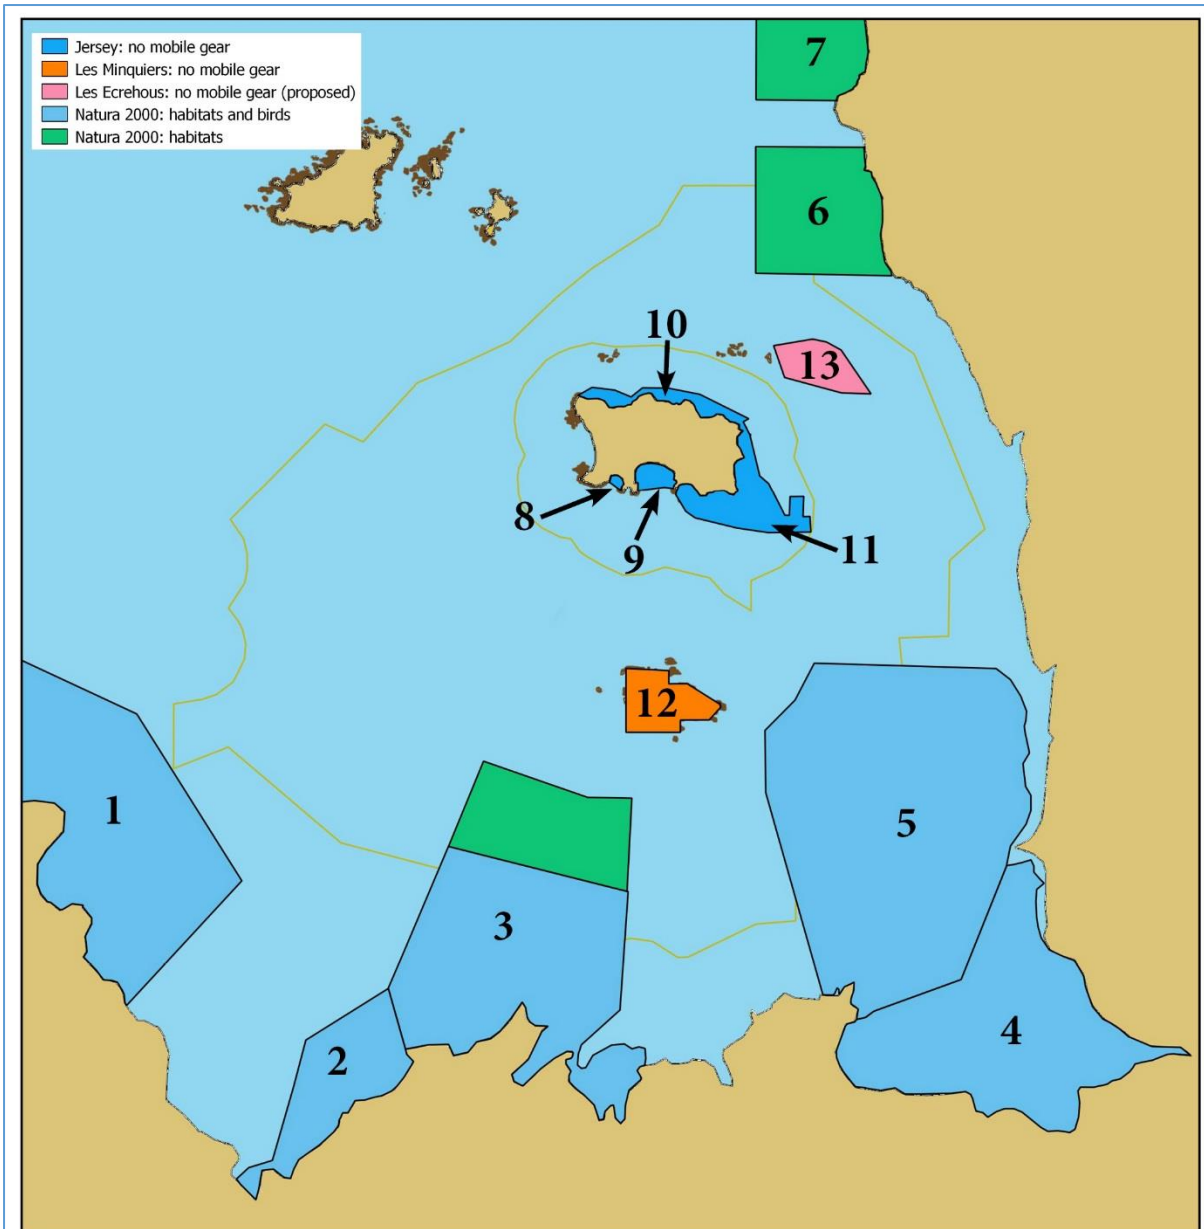 Jersey: no mobile gear
Les Minquiers: no mobile gear
Les Ecrehous: no mobile gear (proposed)
Natura 2000: habitats and birds
Natura 2000: habitats
7
6
10
13
8
9
11
12
1
5
3
2
4